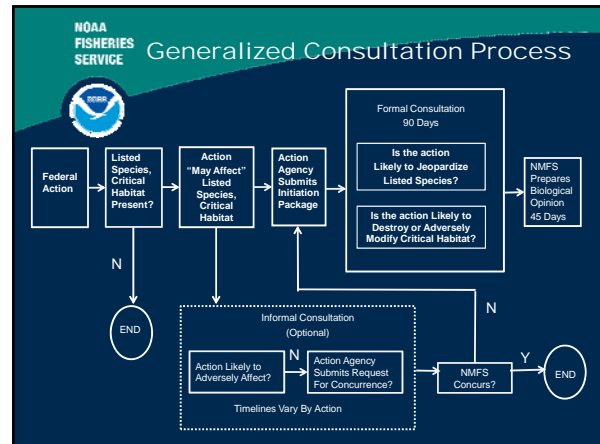 NOAA
FISHERIES
SERVICE
Generalized Consultation Process
NOAA
Formal Consultation
90 Days
Is the action
Likely to Jeopardize
Listed Species?
Is the action Likely to
Destroy or Adversely
Modify Critical Habitat?
Federal
Action
Listed
Species,
Critical
Habitat
Present?
Action
“May Affect”
Listed
Species,
Critical
Habitat
Action
Agency
Submits
Initiation
Package
NMFS
Prepares
Biological
Opinion
45 Days
N
END
Informal Consultation
(Optional)
Action Likely to
Adversely Affect?
N
Action Agency
Submits Request
For Concurrence?
Timelines Vary By Action
N
NMFS
Concurs?
Y
END